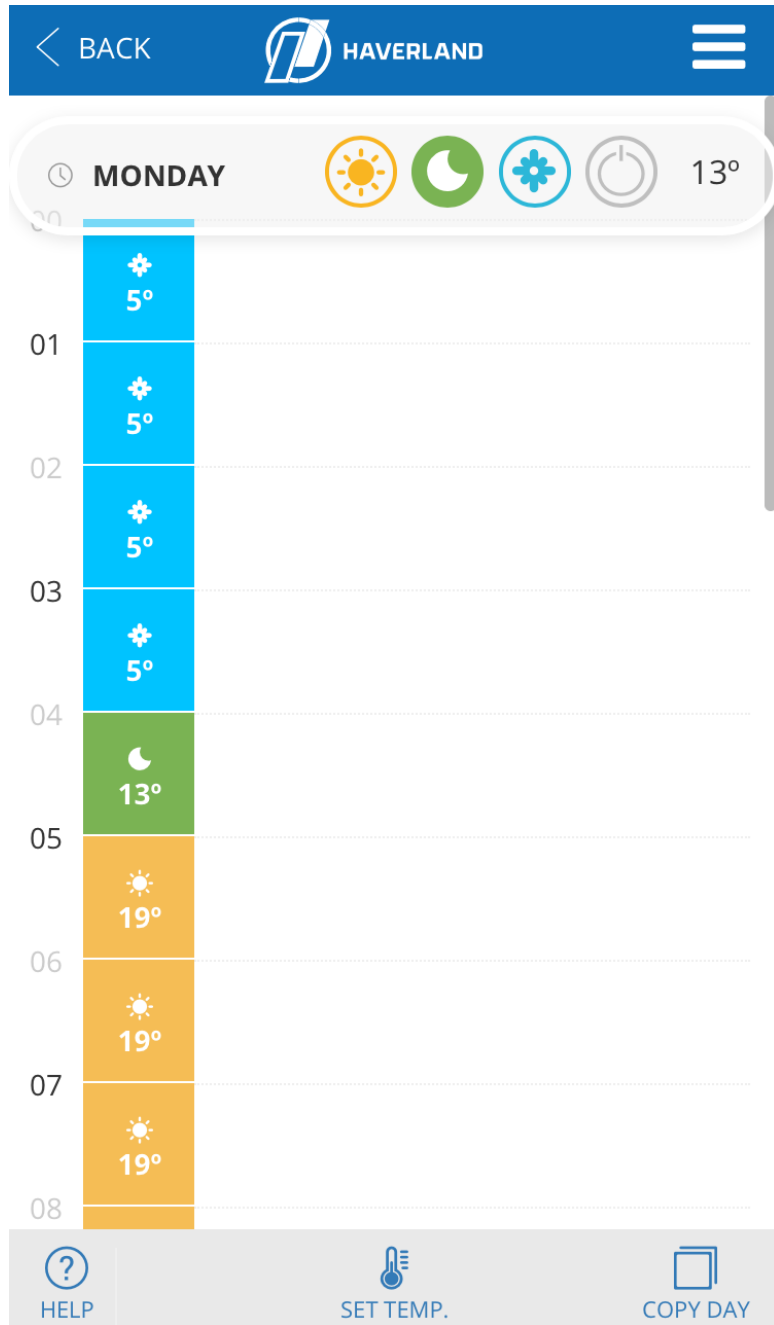 BACK
HAVERLAND
MONDAY 13º
00
5º
01
5º
02
5º
03
5º
04
13º
05
19º
06
19º
07
19º
08
? 
HELP
SET TEMP.
COPY DAY